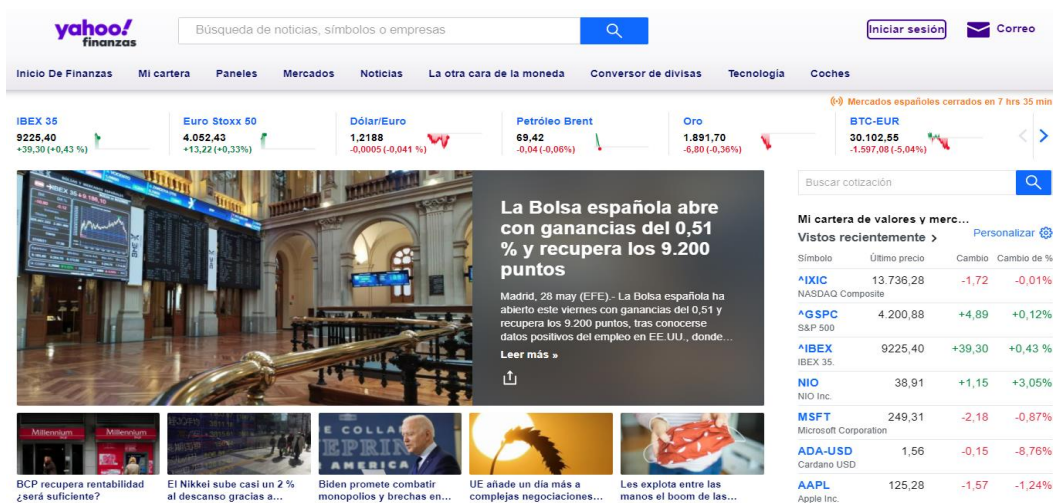 yahoo!
finanzas
Búsqueda de noticias, símbolos o empresas
Iniciar sesión
Correo
Inicio De Finanzas Mi cartera Paneles Mercados Noticias La otra cara de la moneda Conversor de divisas Tecnología Coches
Mercados españoles cerrados en 7 hrs 35 min
IBEX 35
9225,40
+39,30 (+0,43 %)
Euro Stoxx 50
4.052,43
+13,22 (+0,33%)
Dólar/Euro
1,2188
-0,0005 (-0,041 %)
Petróleo Brent
69,42
-0,04 (-0,06%)
Oro
1.891,70
-6,80 (-0,36%)
BTC-EUR
30.102,55
-1.597,08 (-5,04%)
La Bolsa española abre
con ganancias del 0,51
% y recupera los 9.200
puntos
Madrid, 28 may (EFE).- La Bolsa española ha
abierto este viernes con ganancias del 0,51 y
recupera los 9.200 puntos, tras conocerse
datos positivos del empleo en EE.UU., donde...
Leer más »
Millennium Millennium
BCP recupera rentabilidad
¿será suficiente?
El Nikkei sube casi un 2 %
al descanso gracias a...
Biden promete combatir
monopolios y brechas en...
UE añade un día más a
complejas negociaciones...
Les explota entre las
manos el boom de las...
Buscar cotización
Mi cartera de valores y merc...
Vistos recientemente >
Personalizar
Símbolo Último precio Cambio Cambio de %
^IXIC 13.736,28 -1,72 -0,01%
NASDAQ Composite
^GSPC 4.200,88 +4,89 +0,12%
S&P 500
^IBEX 9225,40 +39,30 +0,43 %
IBEX 35.
NIO 38,91 +1,15 +3,05%
NIO Inc.
MSFT 249,31 -2,18 -0,87%
Microsoft Corporation
ADA-USD 1,56 -0,15 -8,76%
Cardano USD
AAPL 125,28 -1,57 -1,24%
Apple Inc.